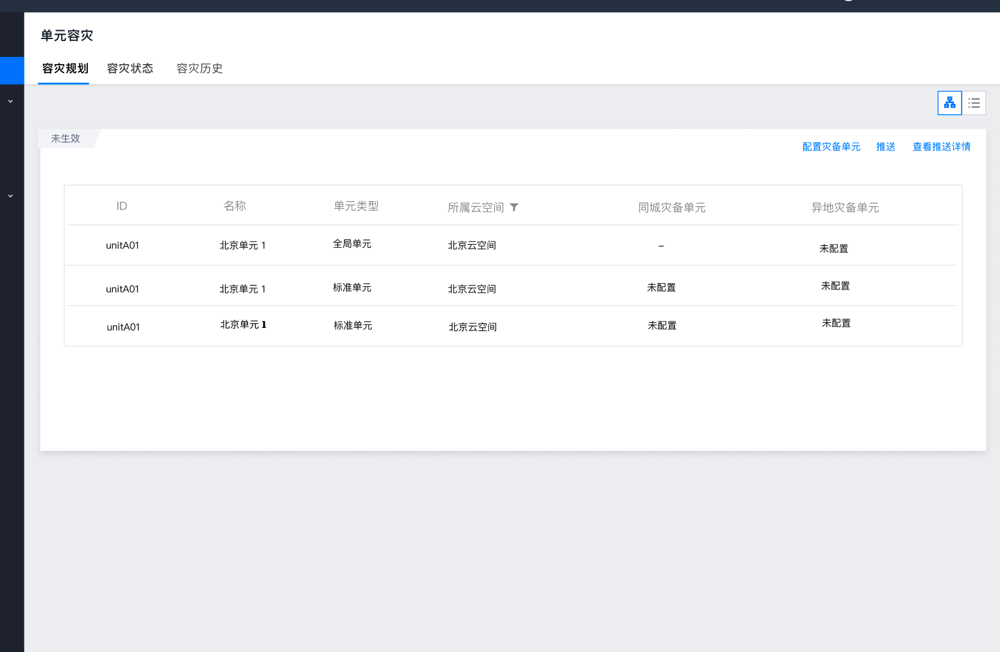 单元容灾
容灾规划 容灾状态 容灾历史
未生效
配置灾备单元 推送 查看推送详情
ID 名称 单元类型 所属云空间 同城灾备单元 异地灾备单元
unitA01 北京单元 1 全局单元 北京云空间 – 未配置
unitA01 北京单元 1 标准单元 北京云空间 未配置 未配置
unitA01 北京单元 1 标准单元 北京云空间 未配置 未配置